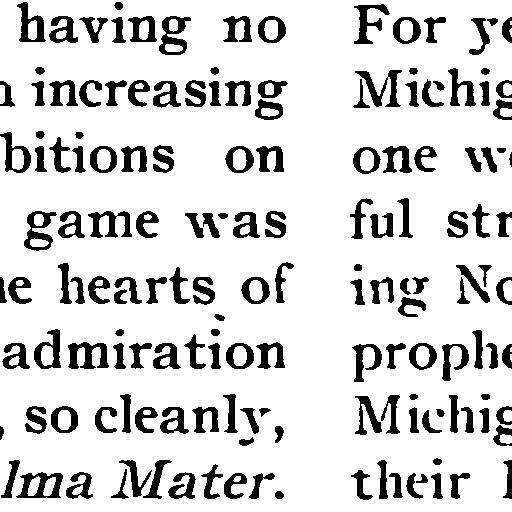 having no
increasing
bitions on
game was
hearts of
admiration
, so cleanly,
lma Mater.
For ye
Michig
one we
ful str
ing No
prophe
Michig
their